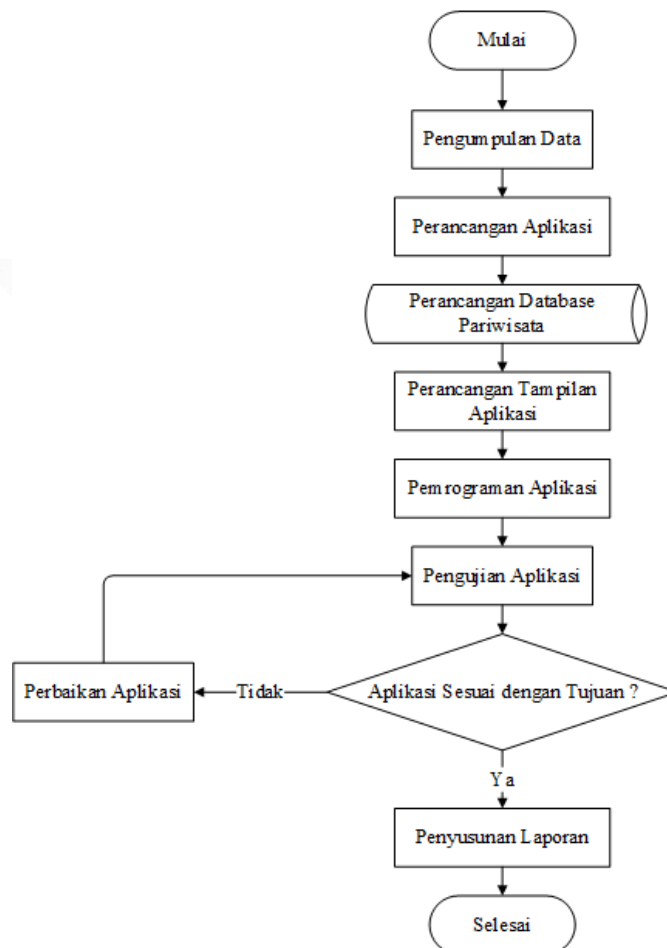 Mulai
Pengumpulan Data
Perancangan Aplikasi
Perancangan Database
Pariwisata
Perancangan Tampilan
Aplikasi
Pemrograman Aplikasi
Pengujian Aplikasi
Aplikasi Sesuai dengan Tujuan ?
Tidak
Perbaikan Aplikasi
Ya
Penyusunan Laporan
Selesai